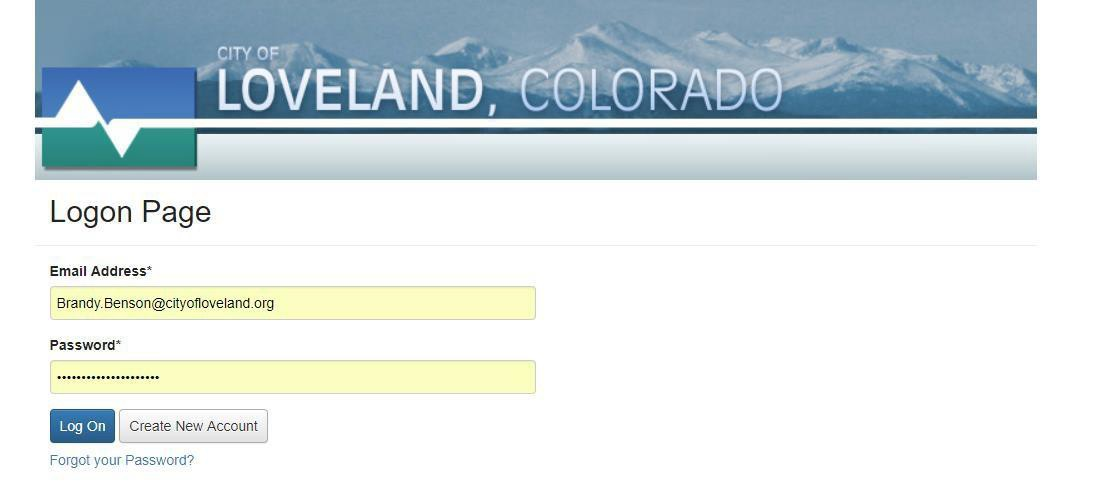 CITY OF
LOVELAND, COLORADO
Logon Page
Email Address*
Brandy.Benson@cityofloveland.org
Password*
•••••••••••••••••••••
Log On Create New Account
Forgot your Password?